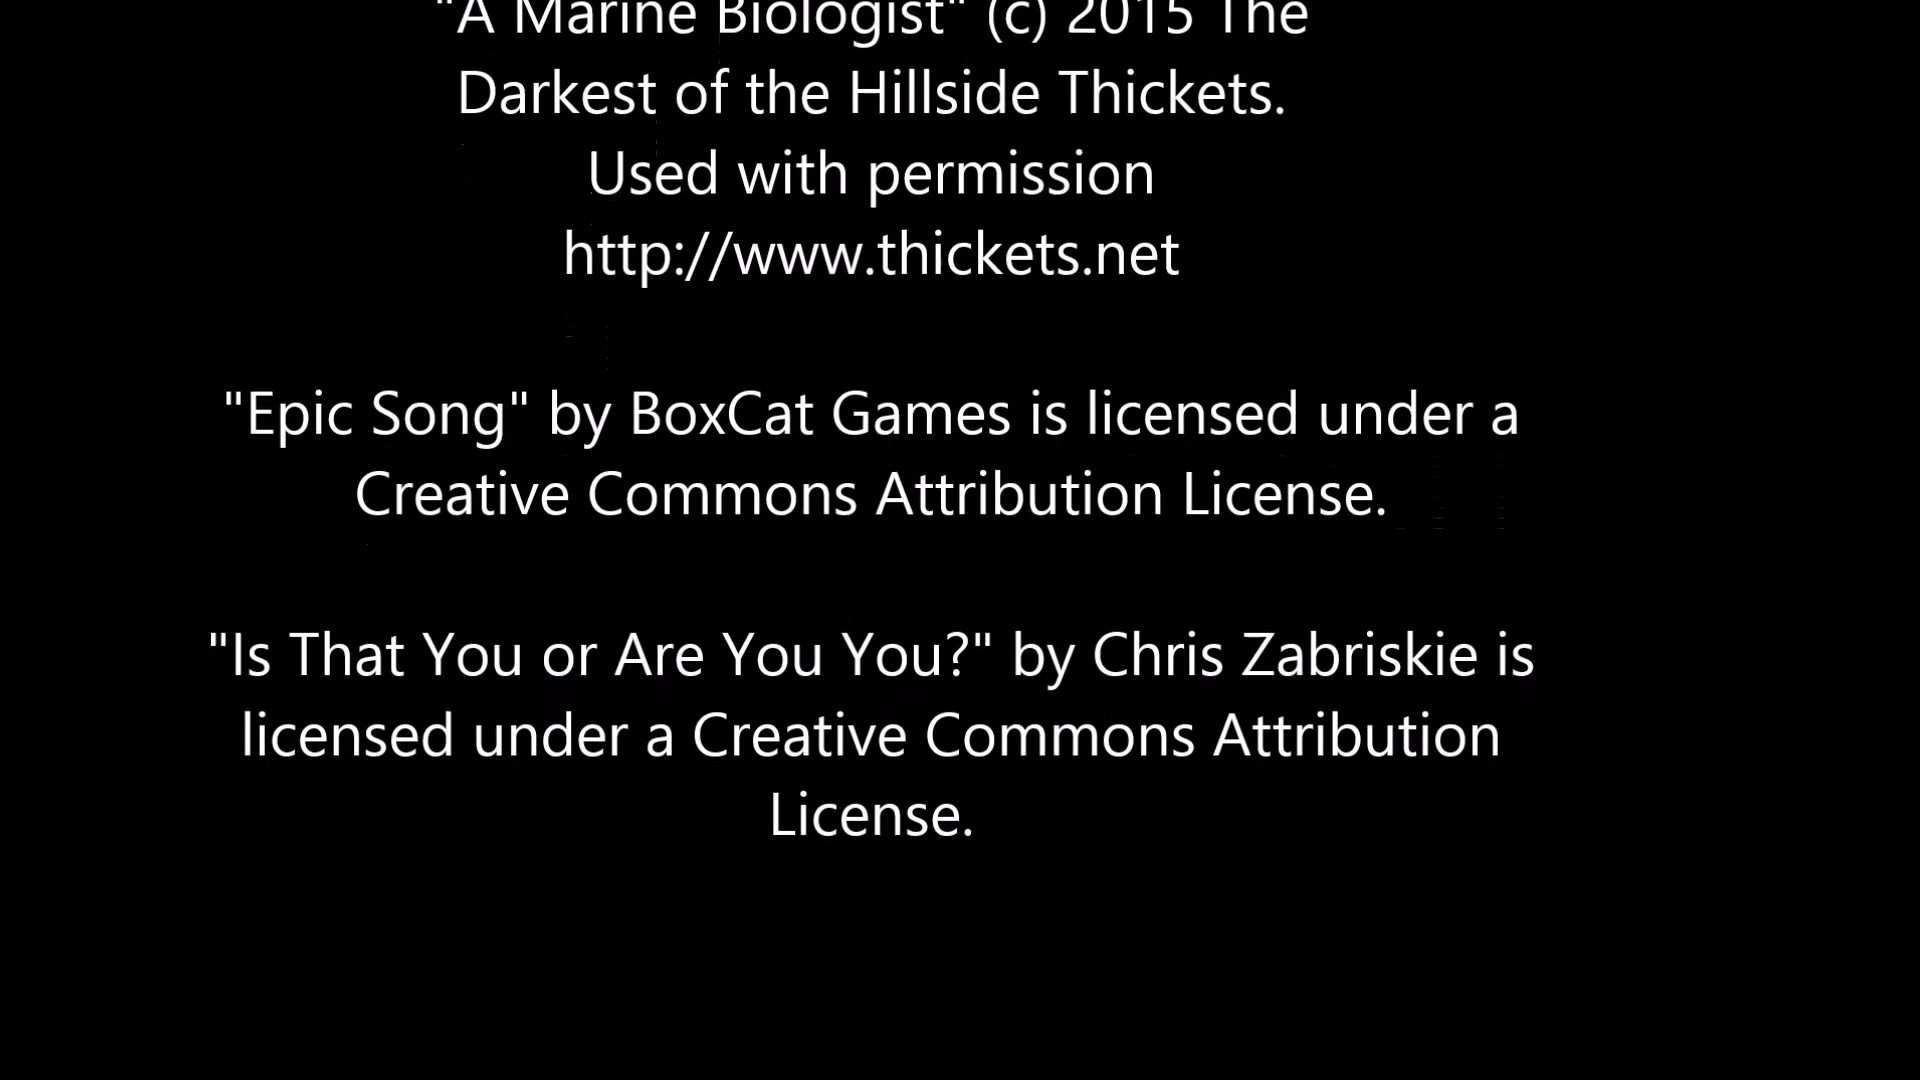 "A Marine Biologist" (c) 2015 The
Darkest of the Hillside Thickets.
Used with permission
http://www.thickets.net
"Epic Song" by BoxCat Games is licensed under a
Creative Commons Attribution License.
"Is That You or Are You You?" by Chris Zabriskie is
licensed under a Creative Commons Attribution
License.